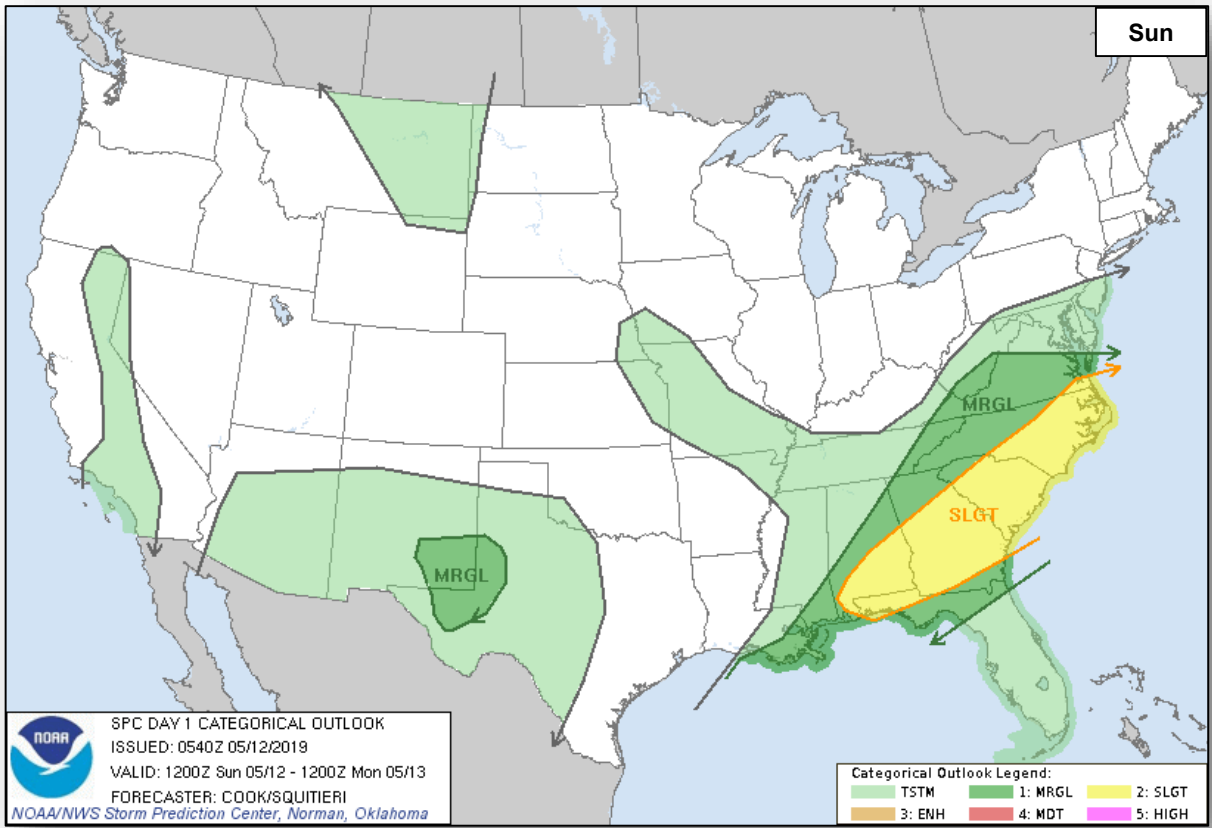 Sun
MRGL
SLGT
MRGL
NOAA
SPC DAY 1 CATEGORICAL OUTLOOK
ISSUED: 0540Z 05/12/2019
VALID: 1200Z Sun 05/12 - 1200Z Mon 05/13
FORECASTER: COOK/SQUITIERI
NOAA/NWS Storm Prediction Center, Norman, Oklahoma
Categorical Outlook Legend:
TSTM 1: MRGL 2: SLGT
3: ENH 4: MDT 5: HIGH